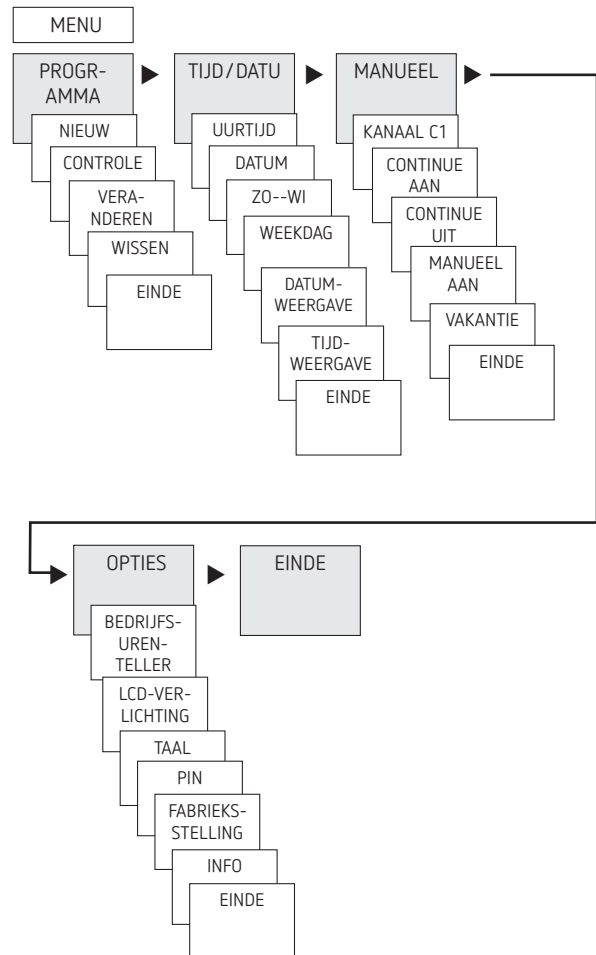 MENU
PROGR-
AMMA
NIEUW
CONTROLE
VERA-
NDEREN
WISSEN
EINDE
TIJD/DATU
UURTIJD
DATUM
ZO--WI
WEEKDAG
DATUM-
WEERGAVE
TIJD-
WEERGAVE
EINDE
MANUEEL
KANAAL C1
CONTINUE
AAN
CONTINUE
UIT
MANUEEL
AAN
VAKANTIE
EINDE
OPTIES
BEDRIJFS-
UREN-
TELLER
LCD-VER-
LICHTING
TAAL
PIN
FABRIEKS-
STELLING
INFO
EINDE
EINDE